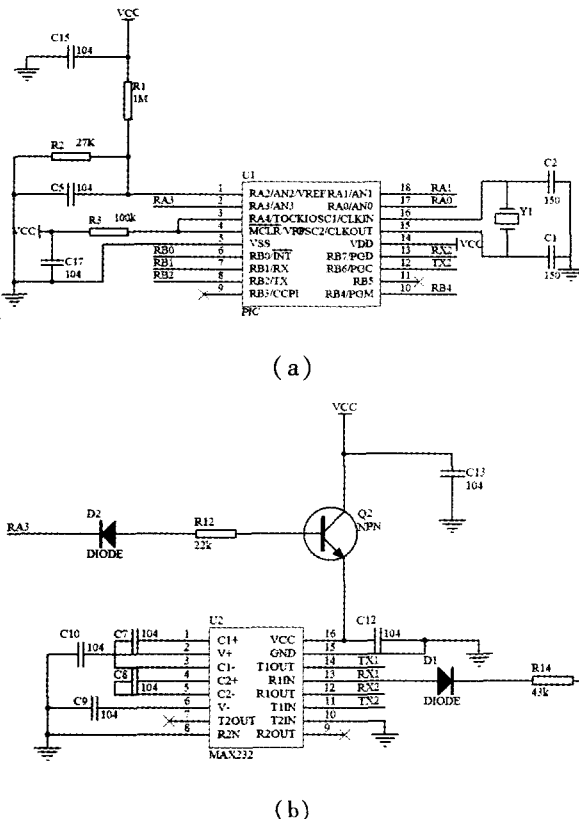 VCC
C15
104
R1
1M
R2
27K
C5
104
RA3
VCC
R3
100k
C17
104
RB0
RB1
RB2
U1
1
2
3
4
5
6
7
8
9
RA2/AN2/VREF
RA3/AN3
RA4/TOCKI
MCLR/VPP
VSS
RB0/INT
RB1/RX
RB2/TX
RB3/CCPI
RA1/AN1
RA0/AN0
OSC1/CLKIN
OSC2/CLKOUT
VDD
RB7/PGD
RB6/PGC
RB5
RB4/PGM
PIC
18
17
16
15
14
13
12
11
10
RA1
RA0
VCC
RX2
TX2
RB4
Y1
C2
150
C1
150
(a)
VCC
C13
104
Q2
NPN
RA3
D2
DIODE
R12
22k
U2
C10
104
C7
104
C8
104
C9
104
1
2
3
4
5
6
7
8
C1+
V+
C1-
C2+
C2-
V-
T2OUT
R2N
VCC
GND
T1OUT
R1IN
R1OUT
T1IN
T2IN
R2OUT
MAX232
16
15
14
13
12
11
10
9
C12
104
TX1
RX1
RX2
TX2
D1
DIODE
R14
43k
(b)